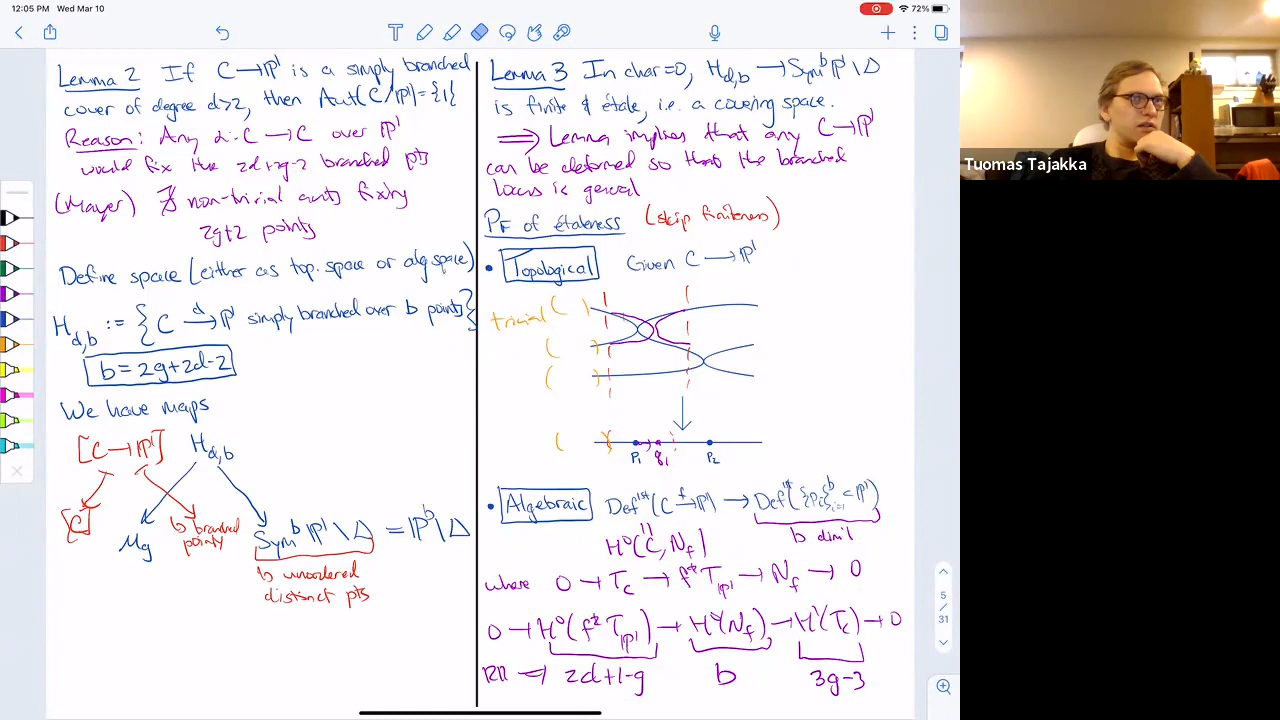 12:05 PM Wed Mar 10
72%
Lemma 2 If C → P¹ is a simply branched
cover of degree d>2, then Aut(C/P¹)={1}
Reason: Any α: C → C over P¹
would fix the 2d+2g-2 branched pts
(Mayer) ∄ non-trivial auts fixing
2g+2 points
Define space (either as top. space or alg space)
H_{d,b} := { C →^d P¹ simply branched over b points }
b = 2g+2d-2
We have maps
[C → P¹] H_{d,b}
[C] M_g b branched points Sym^b P¹ \ Δ = P^b \ Δ
b unordered
distinct pts
Lemma 3 In char=0, H_{d,b} → Sym^b P¹ \ Δ
is finite & étale, i.e. a covering space.
⟹ Lemma implies that any C → P¹
can be deformed so that the branched
locus is general
Pf of étaleness (skip finiteness)
• Topological Given C → P¹
trivial
p₁ q₁ p₂
• Algebraic Def^{1st}(C →^f P¹) → Def^{1st}({p_i}_{i=1}^b ⊂ P¹)
b dim'l
H⁰(C, N_f)
where 0 → T_C → f* T_{P¹} → N_f → 0
0 → H⁰(f* T_{P¹}) → H⁰(N_f) → H¹(T_C) → 0
RR ⟹ 2d+1-g b 3g-3
5
/
31
Tuomas Tajakka